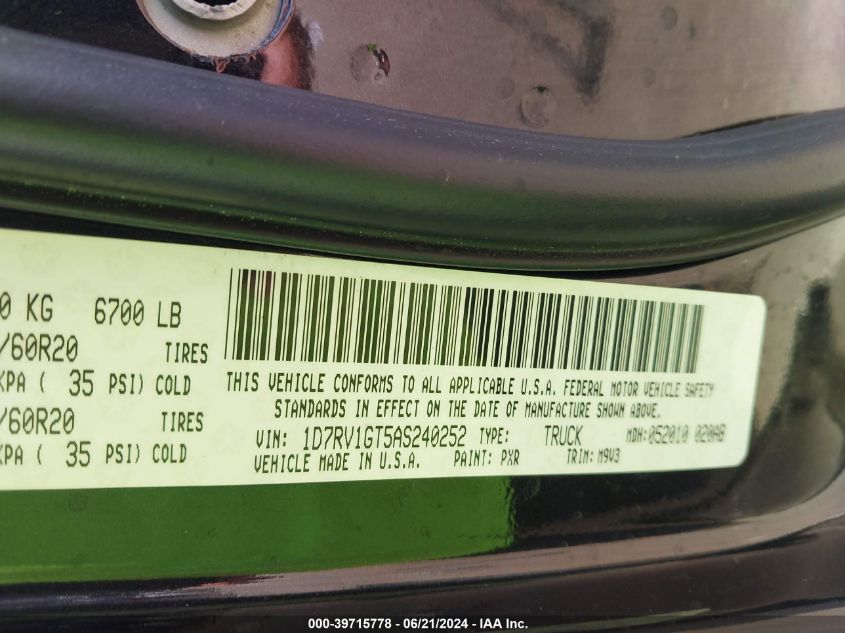 0 KG 6700 LB
/60R20 TIRES
KPA ( 35 PSI) COLD
/60R20 TIRES
KPA ( 35 PSI) COLD
THIS VEHICLE CONFORMS TO ALL APPLICABLE U.S.A. FEDERAL MOTOR VEHICLE SAFETY
STANDARDS IN EFFECT ON THE DATE OF MANUFACTURE SHOWN ABOVE.
VIN: 1D7RV1GT5AS240252 TYPE: TRUCK MDH:052010 020AB
VEHICLE MADE IN U.S.A. PAINT: PXR TRIM: M9V3
000-39715778 - 06/21/2024 - IAA Inc.